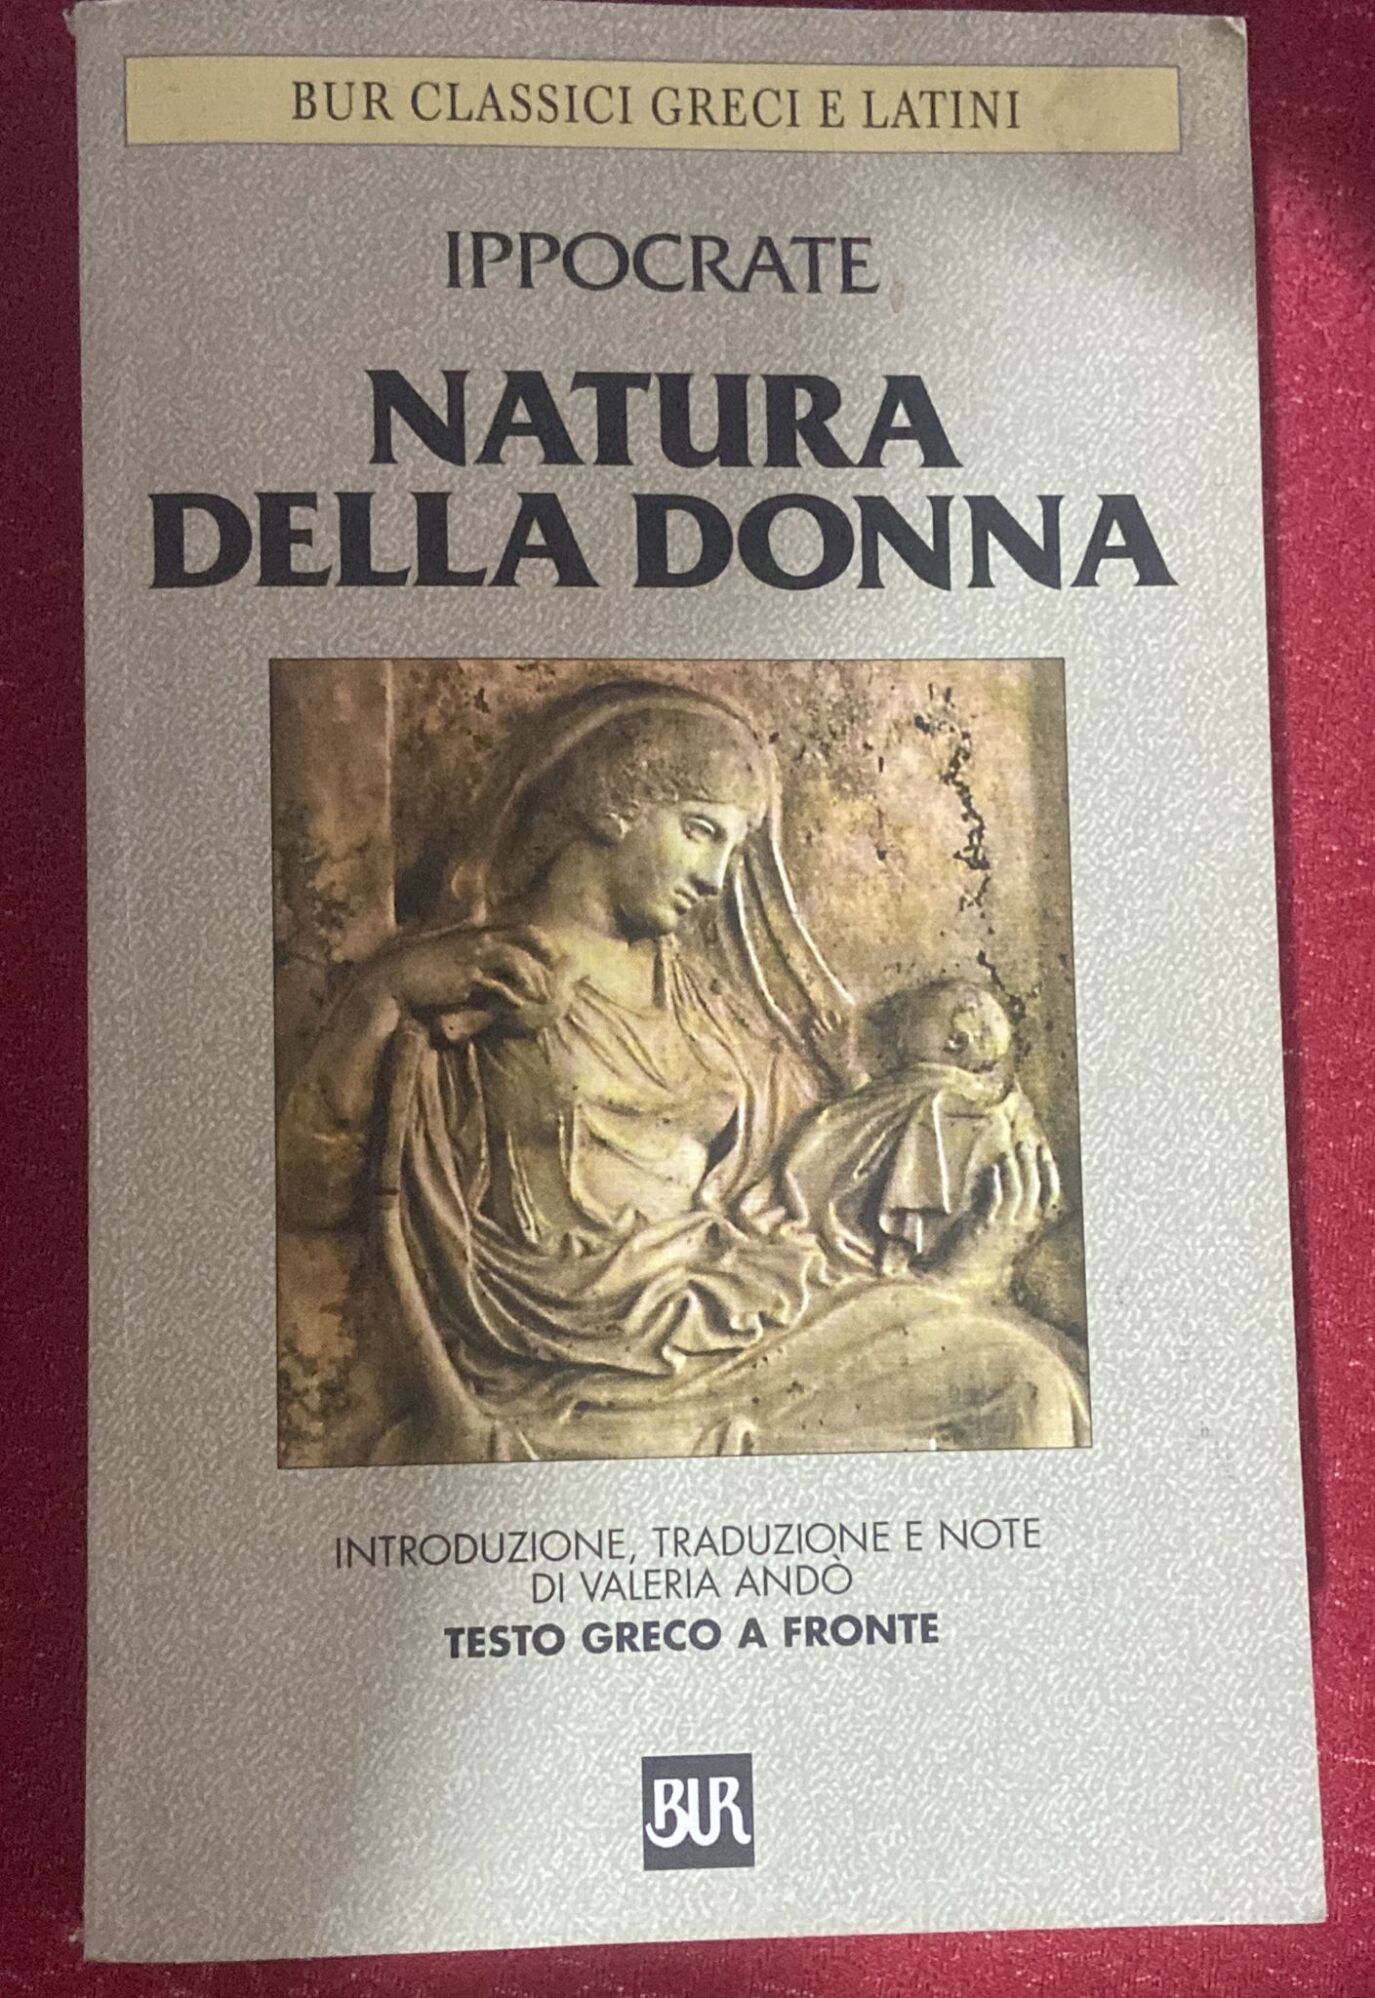 BUR CLASSICI GRECI E LATINI
IPPOCRATE
NATURA
DELLA DONNA
INTRODUZIONE, TRADUZIONE E NOTE
DI VALERIA ANDÒ
TESTO GRECO A FRONTE
BUR